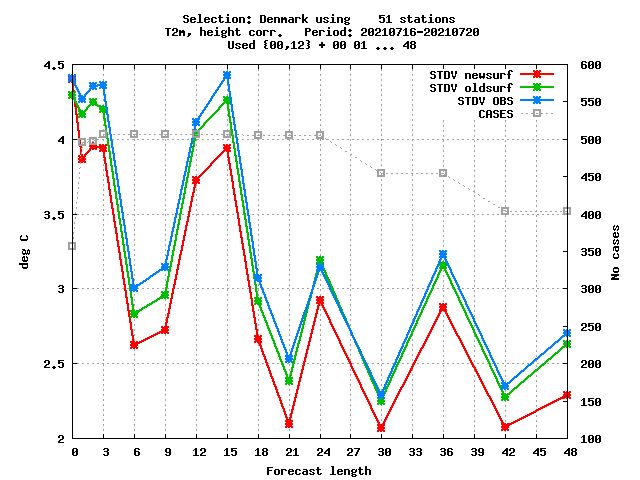 Selection: Denmark using    51 stations
T2m, height corr.   Period: 20210716-20210720
Used {00,12} + 00 01 ... 48
STDV newsurf
STDV oldsurf
STDV OBS
CASES
4.5
4
3.5
3
2.5
2
deg C
600
550
500
450
400
350
300
250
200
150
100
No cases
0 3 6 9 12 15 18 21 24 27 30 33 36 39 42 45 48
Forecast length